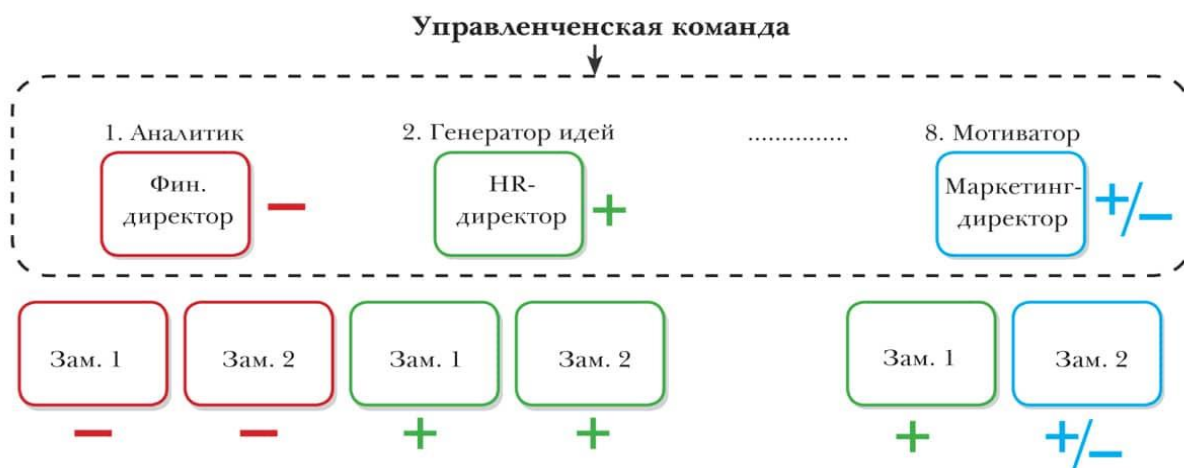 Управленческая команда
1. Аналитик
2. Генератор идей
...............
8. Мотиватор
Фин.
директор
–
HR-
директор
+
Маркетинг-
директор
+/–
Зам. 1
Зам. 2
Зам. 1
Зам. 2
Зам. 1
Зам. 2
–
–
+
+
+
+/–